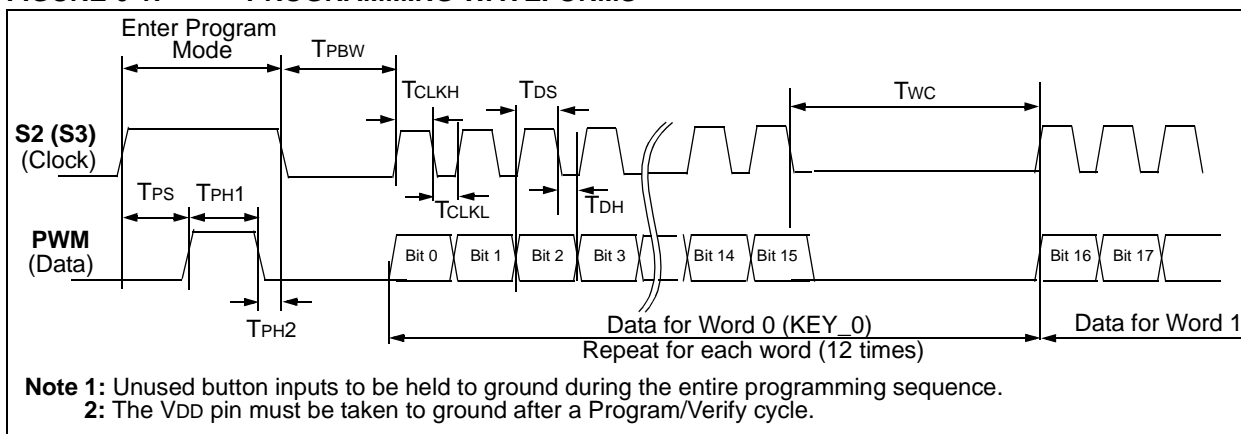 Enter Program
Mode
TPBW
TCLKH
TDS
TWC
S2 (S3)
(Clock)
TPS
TPH1
TCLKL
TDH
PWM
(Data)
Bit 0
Bit 1
Bit 2
Bit 3
Bit 14
Bit 15
Bit 16
Bit 17
TPH2
Data for Word 0 (KEY_0)
Data for Word 1
Repeat for each word (12 times)
Note 1: Unused button inputs to be held to ground during the entire programming sequence.
2: The VDD pin must be taken to ground after a Program/Verify cycle.